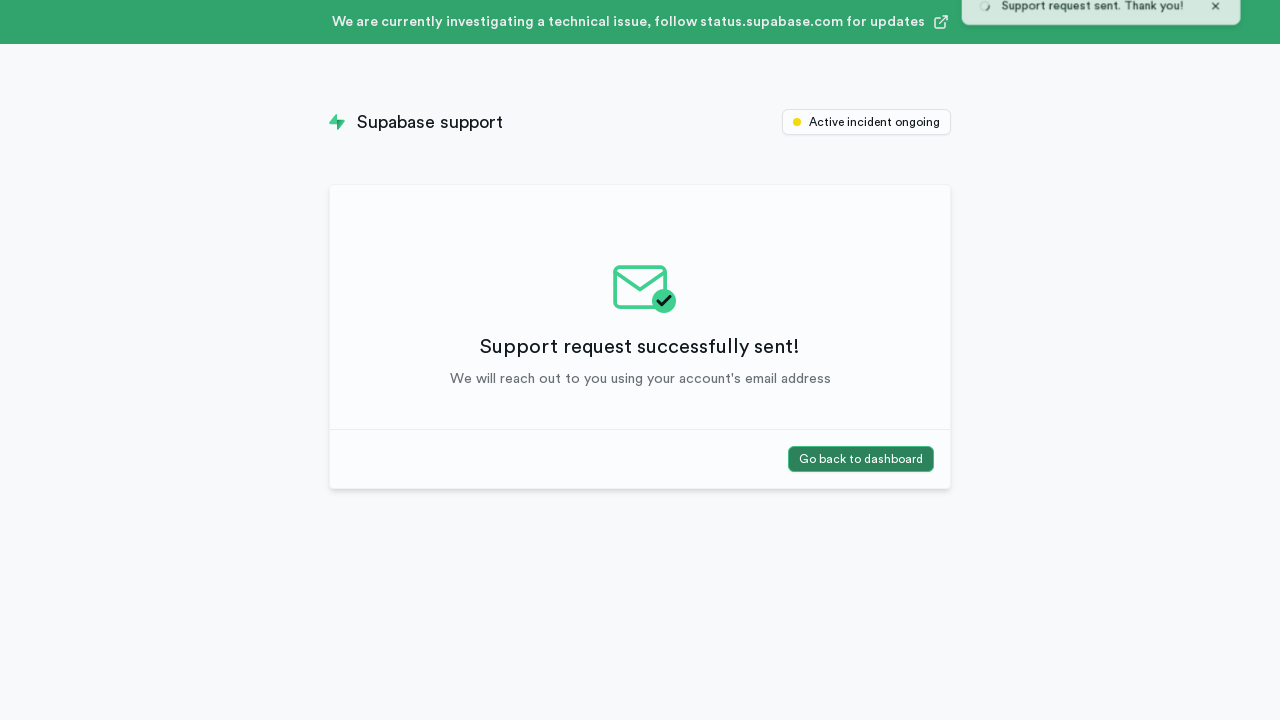 We are currently investigating a technical issue, follow status.supabase.com for updates
Support request sent. Thank you!
Supabase support
Active incident ongoing
Support request successfully sent!
We will reach out to you using your account's email address
Go back to dashboard